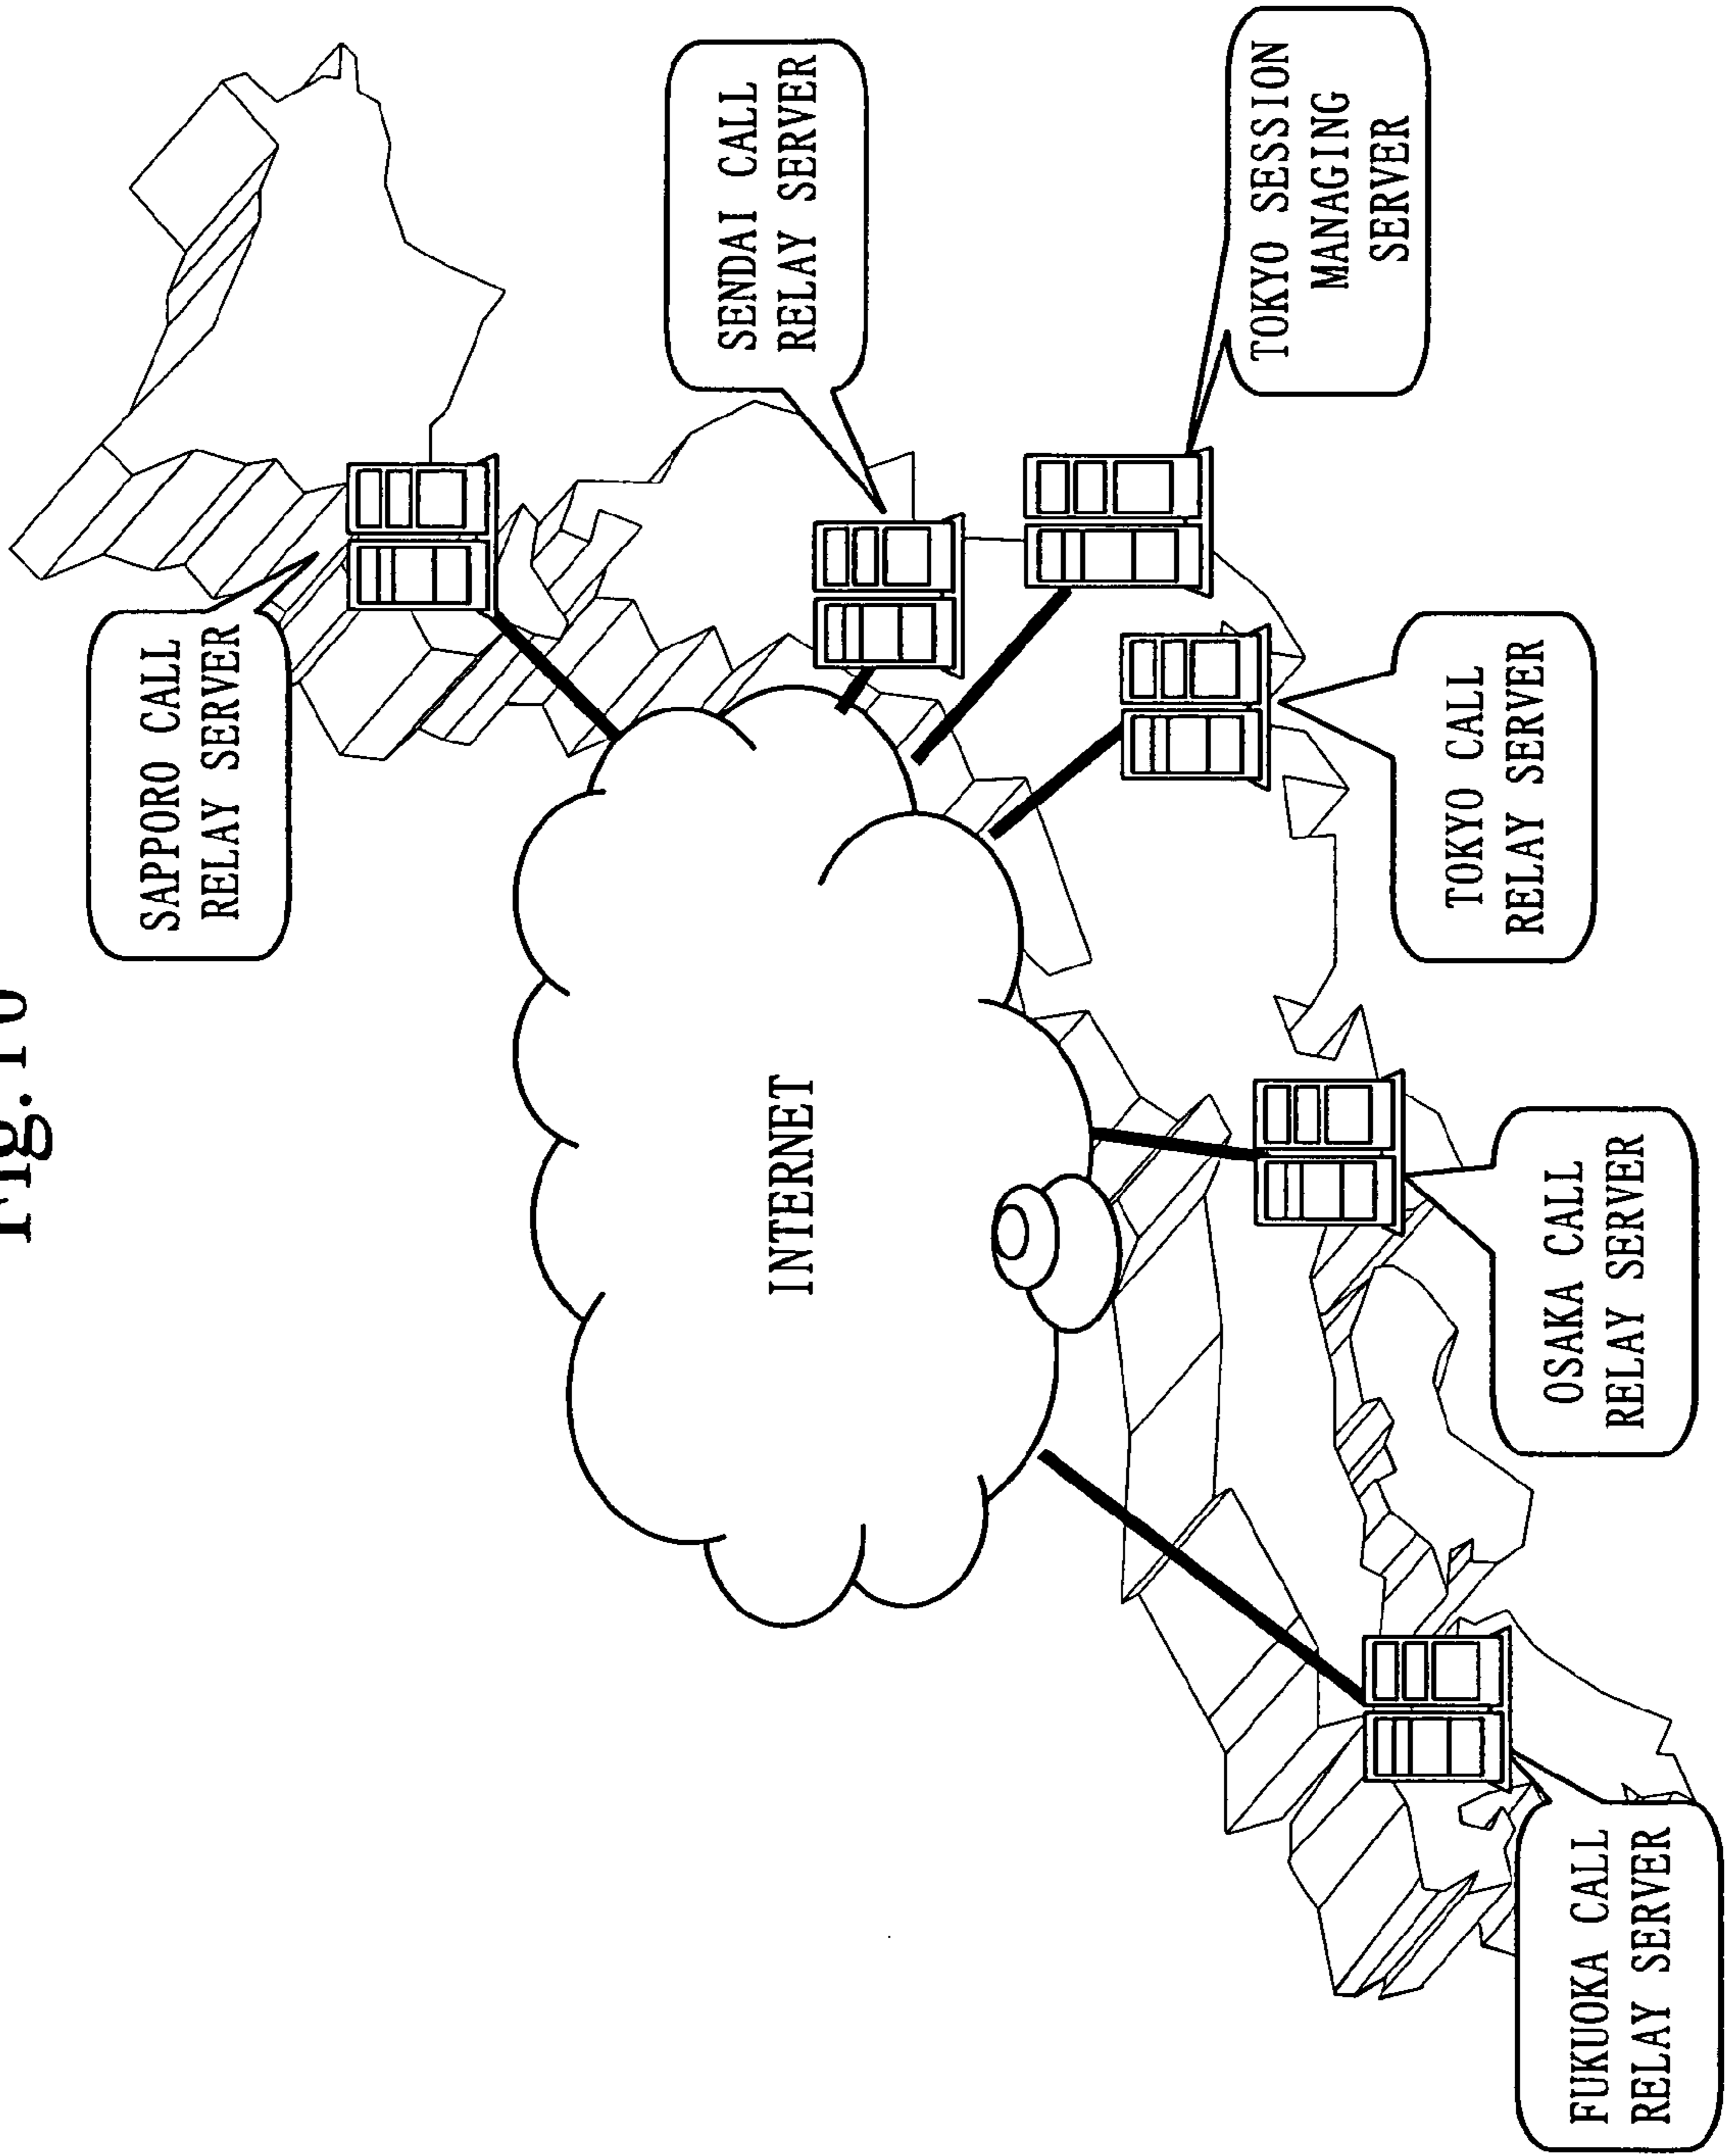 Fig. 10
SAPPORO CALL
RELAY SERVER
SENDAI CALL
RELAY SERVER
INTERNET
TOKYO SESSION
MANAGING
SERVER
TOKYO CALL
RELAY SERVER
OSAKA CALL
RELAY SERVER
FUKUOKA CALL
RELAY SERVER